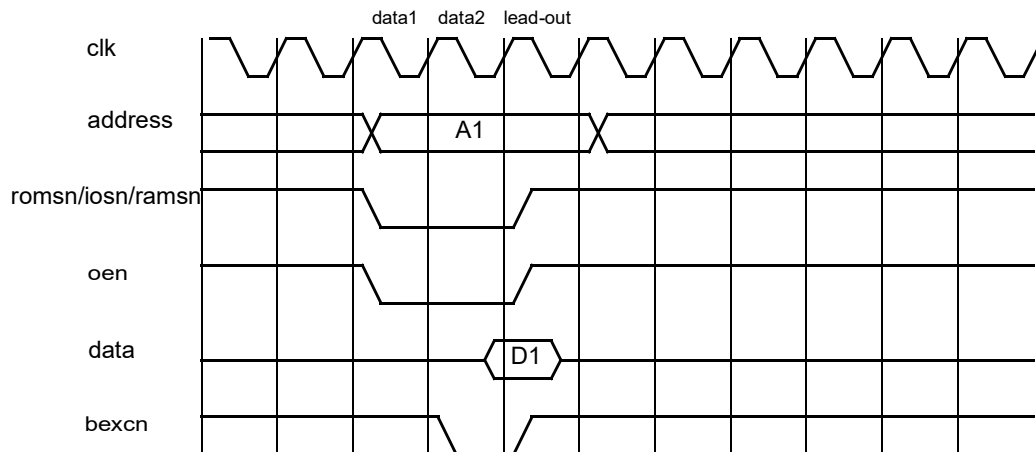 data1 data2 lead-out
clk
address
A1
romsn/iosn/ramsn
oen
data
D1
bexcn